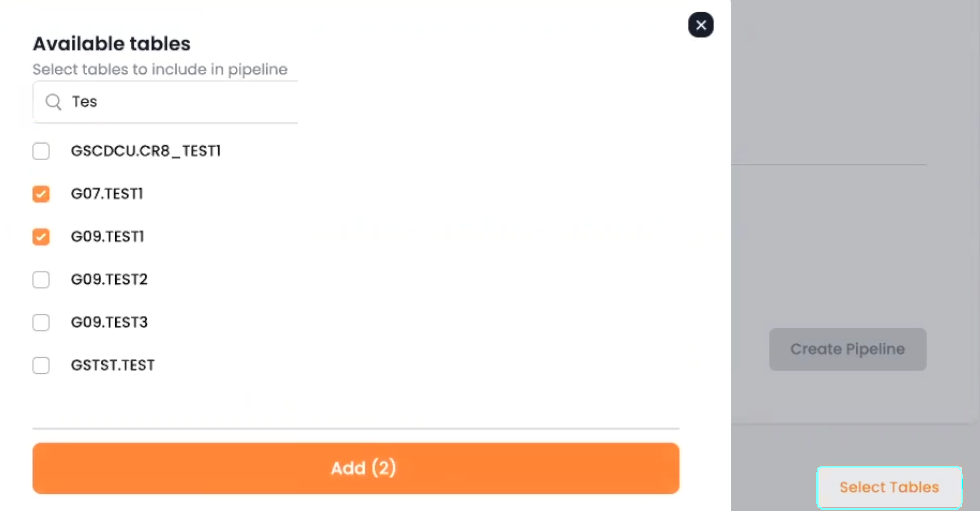 Available tables
Select tables to include in pipeline
Tes
GSCDCU.CR8_TEST1
G07.TEST1
G09.TEST1
G09.TEST2
G09.TEST3
GSTST.TEST
Add (2)
Create Pipeline
Select Tables